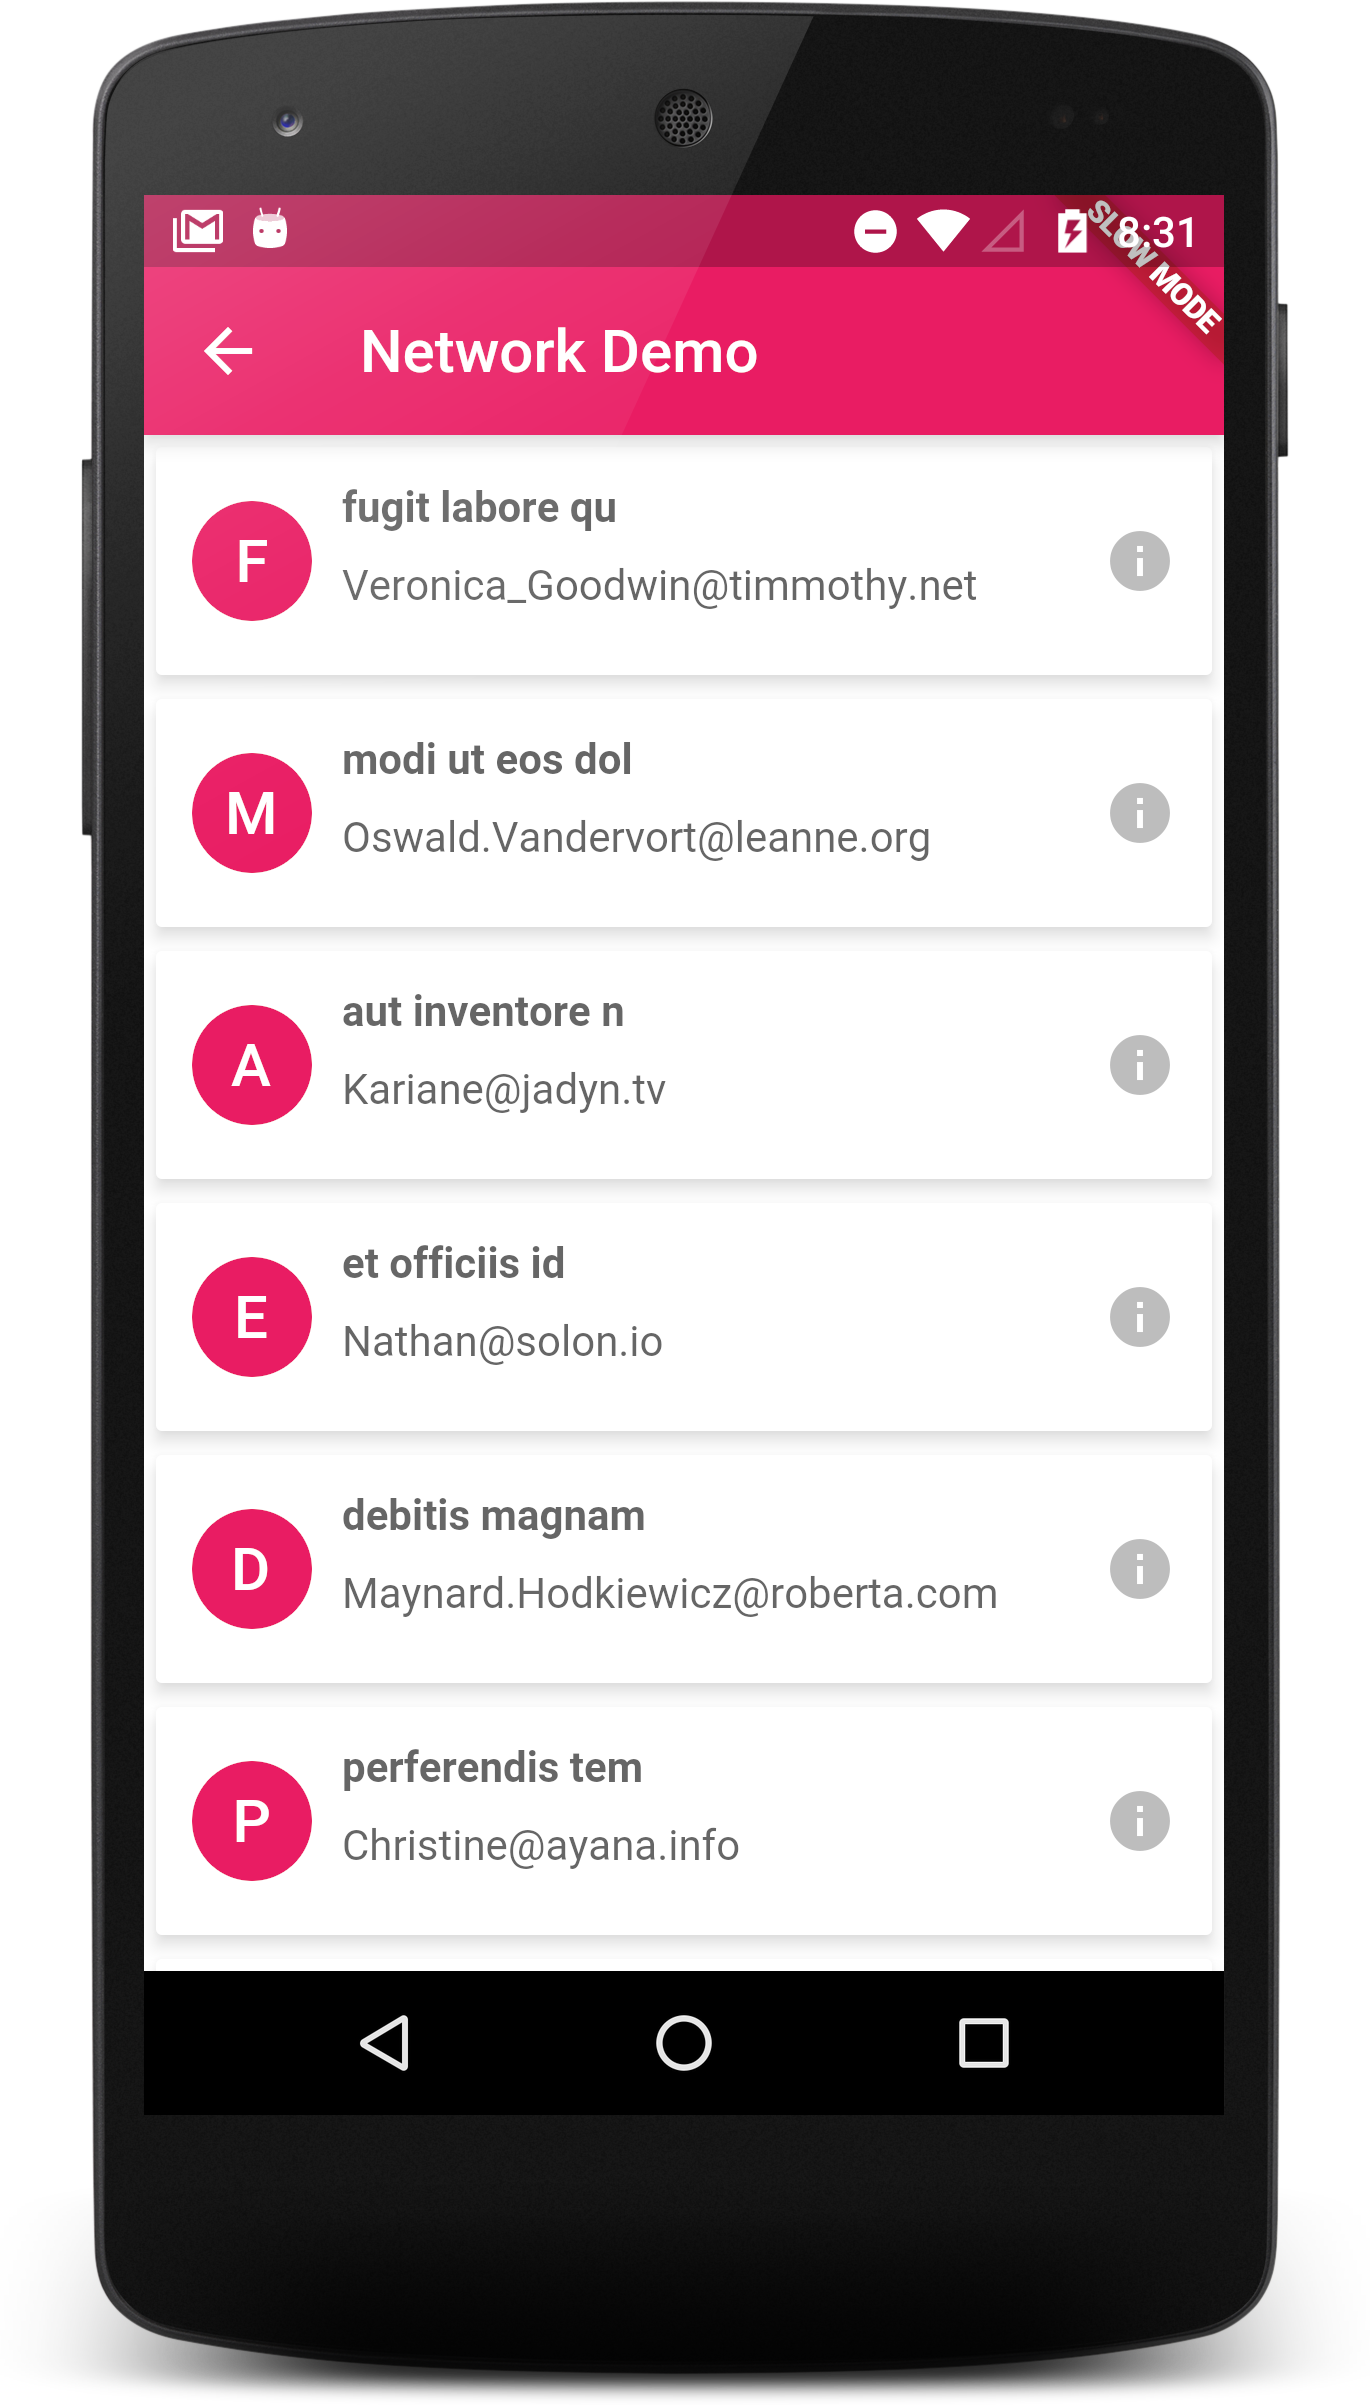 8:31
SLOW MODE
Network Demo
F
fugit labore qu
Veronica_Goodwin@timmothy.net
M
modi ut eos dol
Oswald.Vandervort@leanne.org
A
aut inventore n
Kariane@jadyn.tv
E
et officiis id
Nathan@solon.io
D
debitis magnam
Maynard.Hodkiewicz@roberta.com
P
perferendis tem
Christine@ayana.info